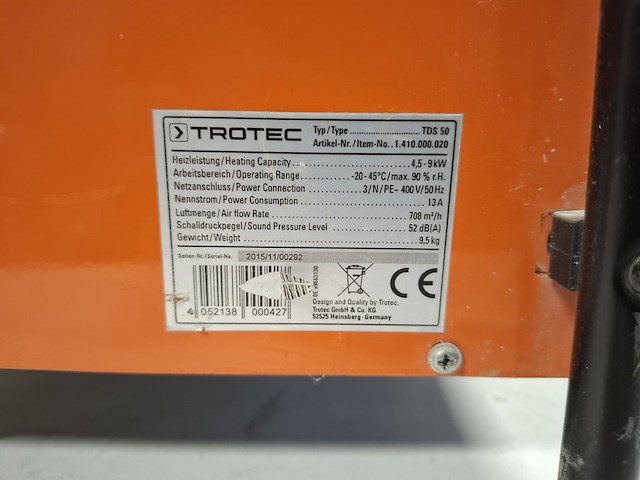 TROTEC
Typ/Type ................................ TDS 50
Artikel-Nr./Item-No. . 1.410.000.020
Heizleistung/Heating Capacity .......................... 4,5 - 9 kW
Arbeitsbereich/Operating Range .............. -20 - 45°C/max. 90 % r.H.
Netzanschluss/Power Connection ........ 3/N/PE~ 400V/50Hz
Nennstrom/Power Consumption .......................... 13 A
Luftmenge/Air flow Rate ................................ 708 m³/h
Schalldruckpegel/Sound Pressure Level .............. 52 dB(A)
Gewicht/Weight .......................................... 9,5 kg
Serien-Nr./Serial-No. 2015/11/00292
4 052138 000427
CE
Design and Quality by Trotec.
Trotec GmbH & Co. KG
52525 Heinsberg · Germany